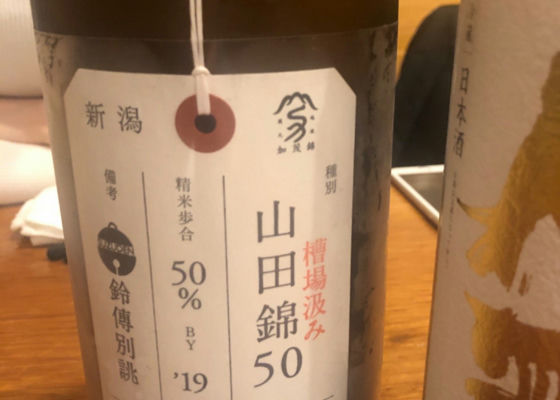 新潟
加茂錦
種別
山田錦50
槽場汲み
精米歩合
50%
BY
'19
備考
SUZUDEN
鈴傳別誂
日本酒